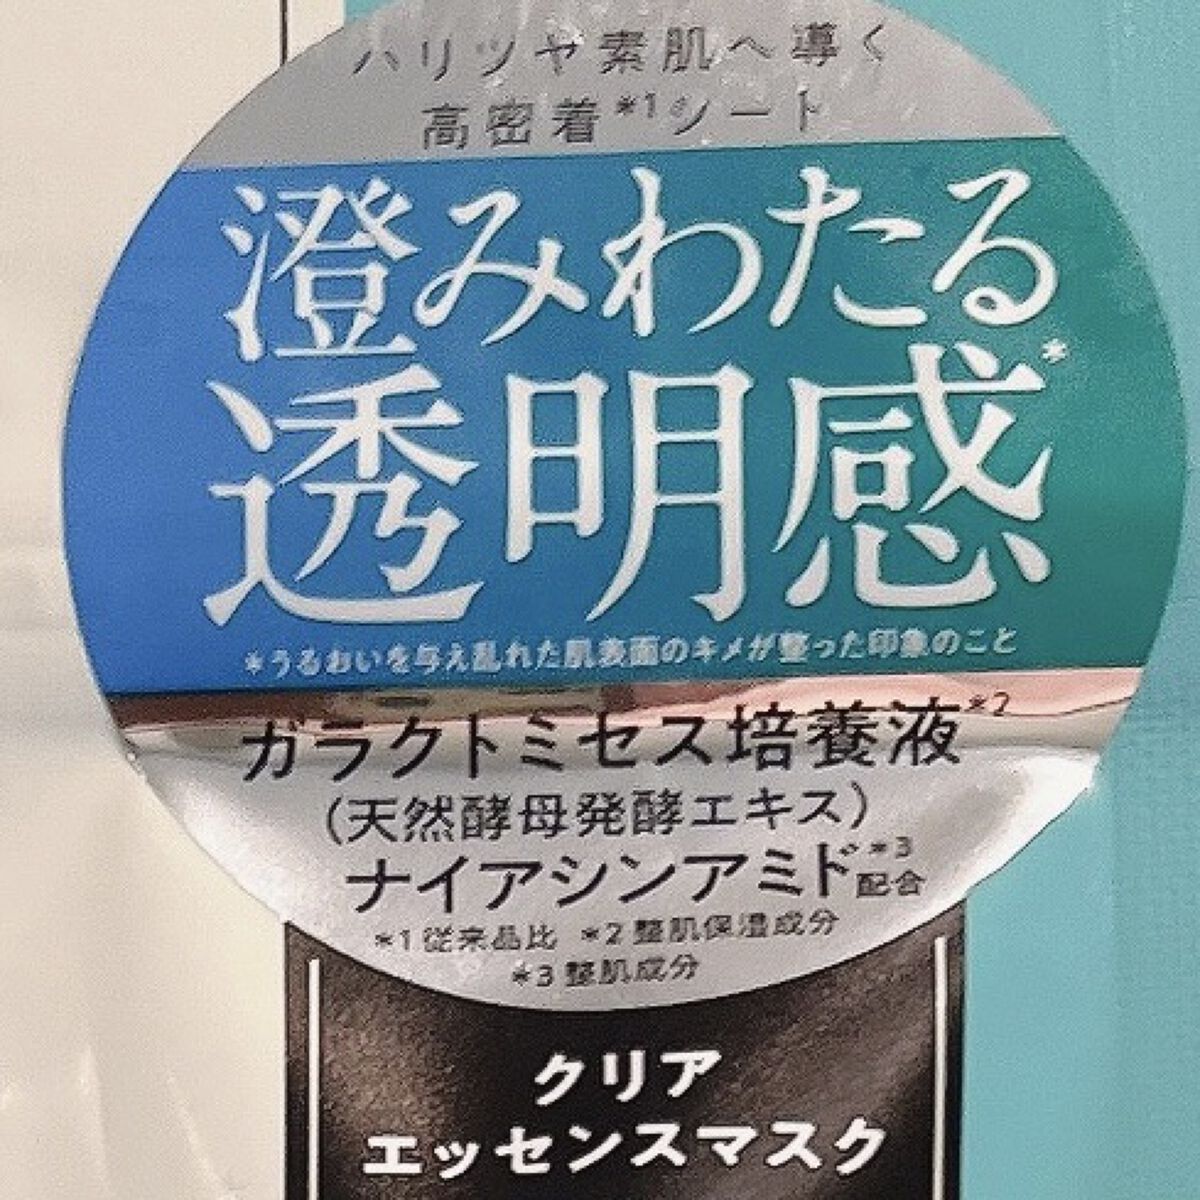 ハリツヤ素肌へ導く
高密着*1シート
澄みわたる
透明感*
*うるおいを与え乱れた肌表面のキメが整った印象のこと
ガラクトミセス培養液*2
(天然酵母発酵エキス)
ナイアシンアミド*3配合
*1従来品比 *2整肌保湿成分
*3整肌成分
クリア
エッセンスマスク